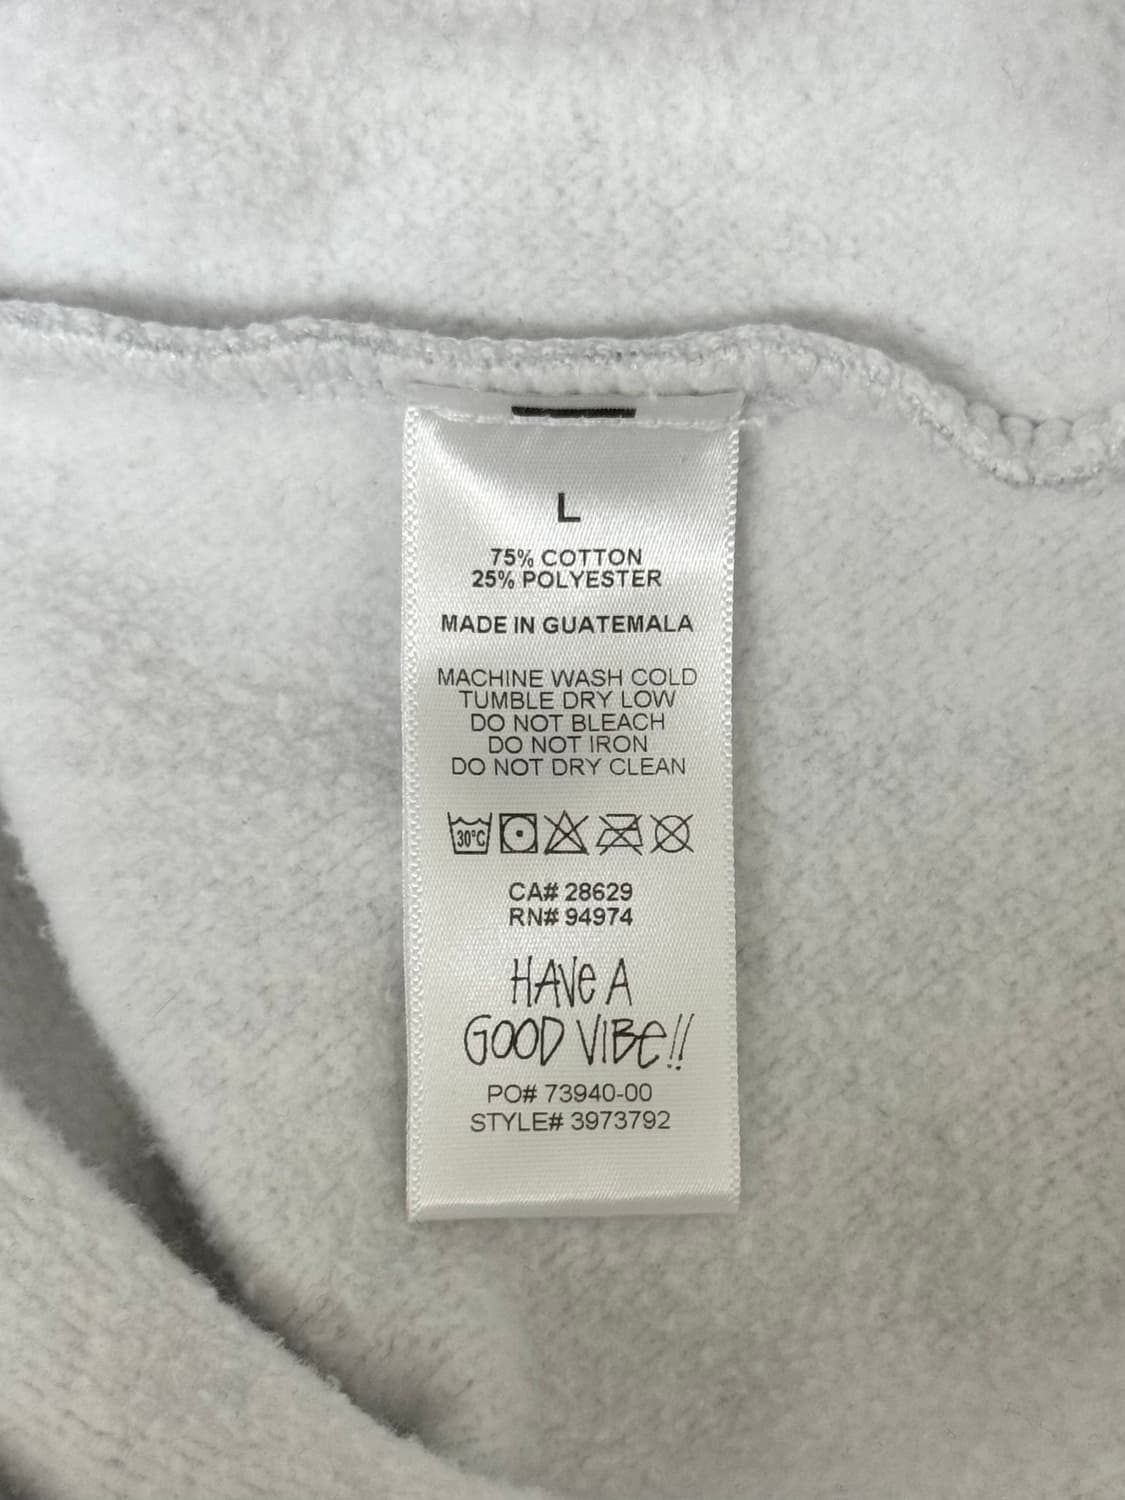 L
75% COTTON
25% POLYESTER
MADE IN GUATEMALA
MACHINE WASH COLD
TUMBLE DRY LOW
DO NOT BLEACH
DO NOT IRON
DO NOT DRY CLEAN
30°C
CA# 28629
RN# 94974
HAVe A
GOOD VIBe!!
PO# 73940-00
STYLE# 3973792